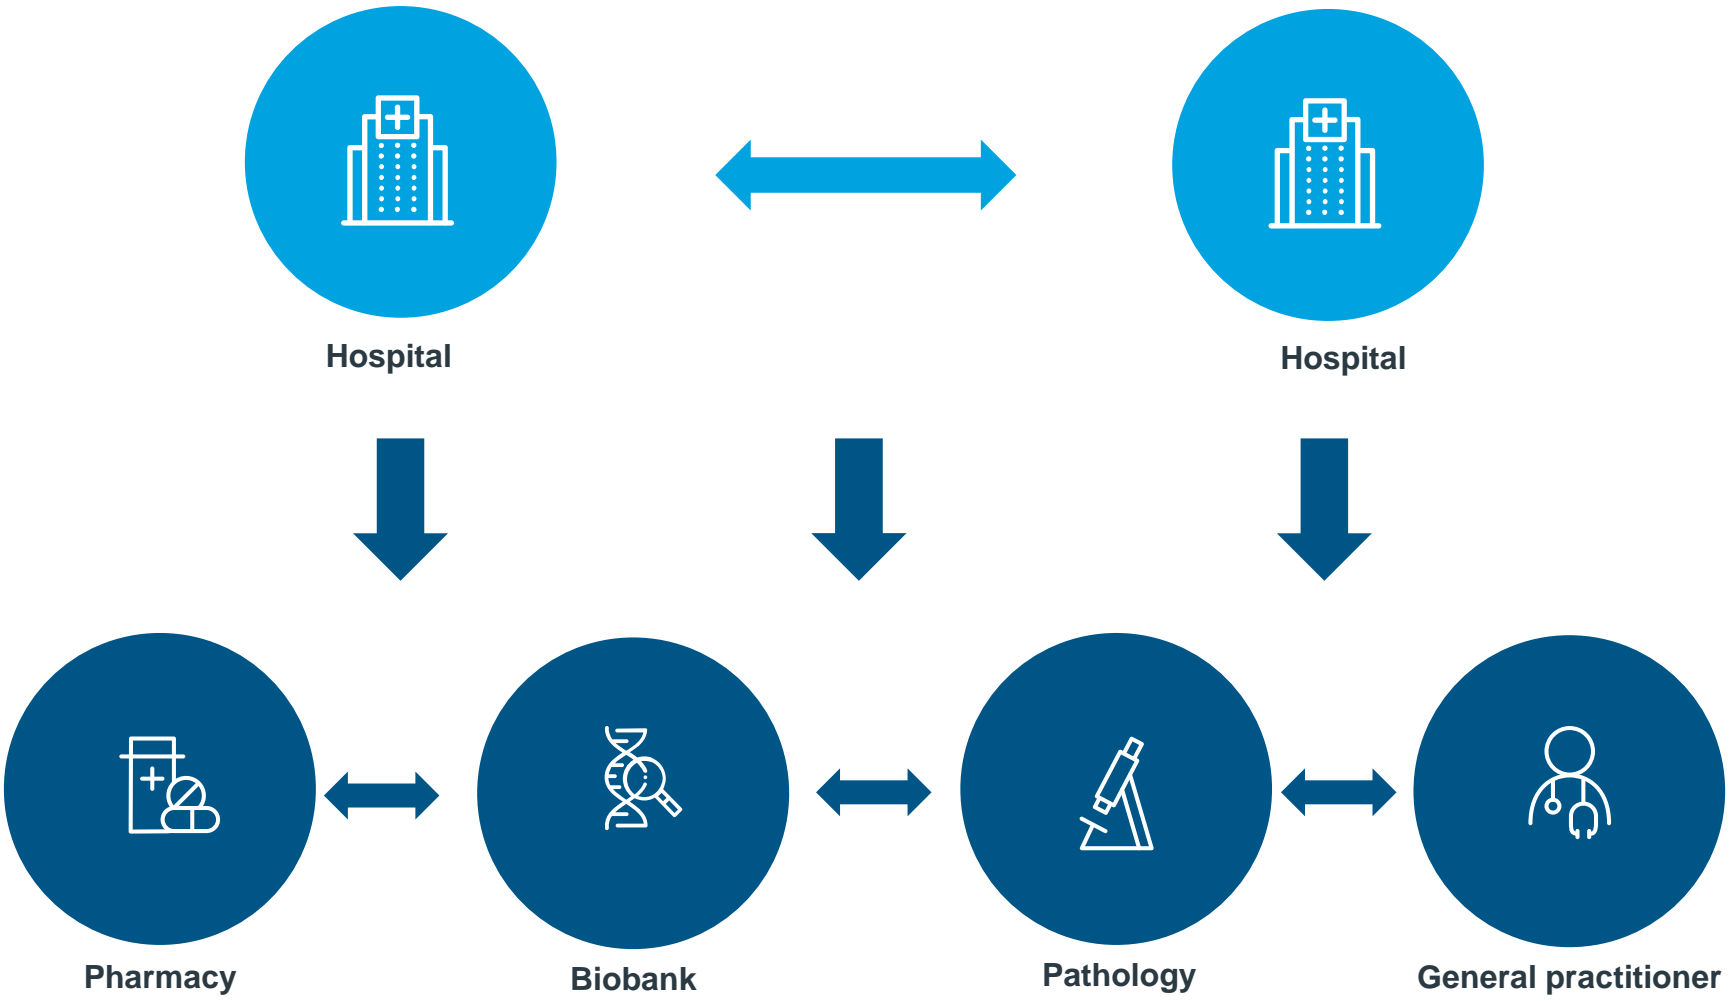 Hospital
Hospital
Pharmacy
Biobank
Pathology
General practitioner